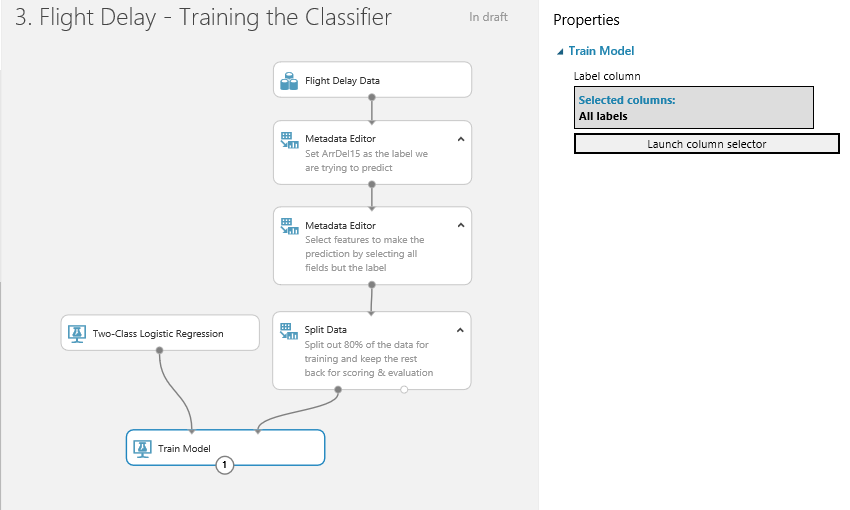 3. Flight Delay - Training the Classifier
In draft
Flight Delay Data
Metadata Editor
Set ArrDel15 as the label we
are trying to predict
Metadata Editor
Select features to make the
prediction by selecting all
fields but the label
Two-Class Logistic Regression
Split Data
Split out 80% of the data for
training and keep the rest
back for scoring & evaluation
Train Model
1
Properties
Train Model
Label column
Selected columns:
All labels
Launch column selector